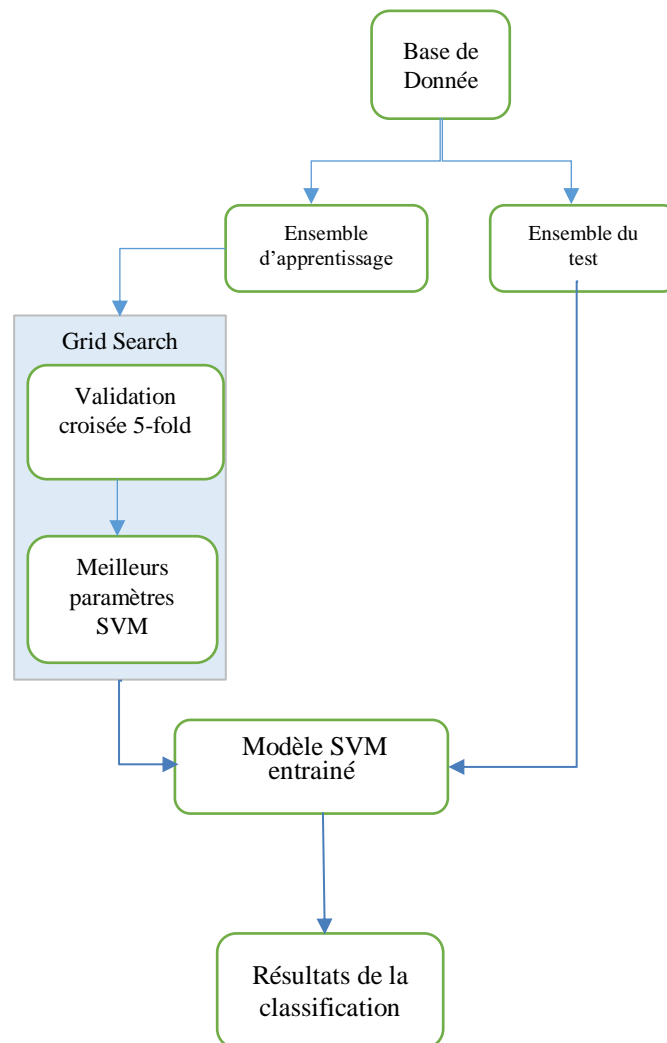 Base de
Donnée
Ensemble
d’apprentissage
Ensemble du
test
Grid Search
Validation
croisée 5-fold
Meilleurs
paramètres
SVM
Modèle SVM
entrainé
Résultats de la
classification